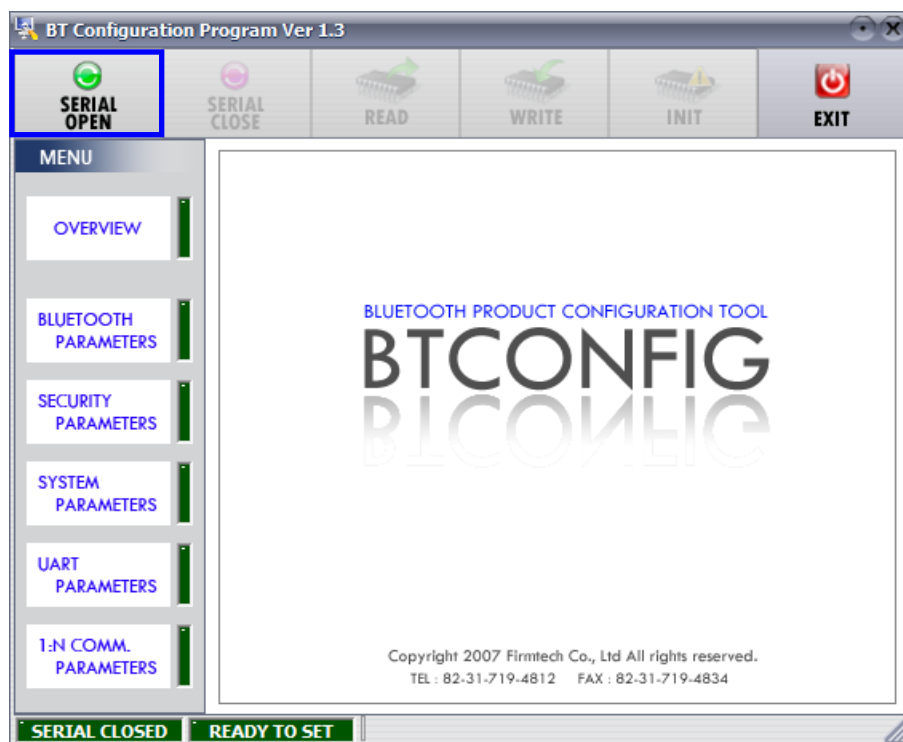 BT Configuration Program Ver 1.3
SERIAL
OPEN
SERIAL
CLOSE
READ
WRITE
INIT
EXIT
MENU
OVERVIEW
BLUETOOTH
PARAMETERS
SECURITY
PARAMETERS
SYSTEM
PARAMETERS
UART
PARAMETERS
1:N COMM.
PARAMETERS
BLUETOOTH PRODUCT CONFIGURATION TOOL
BTCONFIG
Copyright 2007 Firmtech Co., Ltd All rights reserved.
TEL : 82-31-719-4812 FAX : 82-31-719-4834
SERIAL CLOSED
READY TO SET